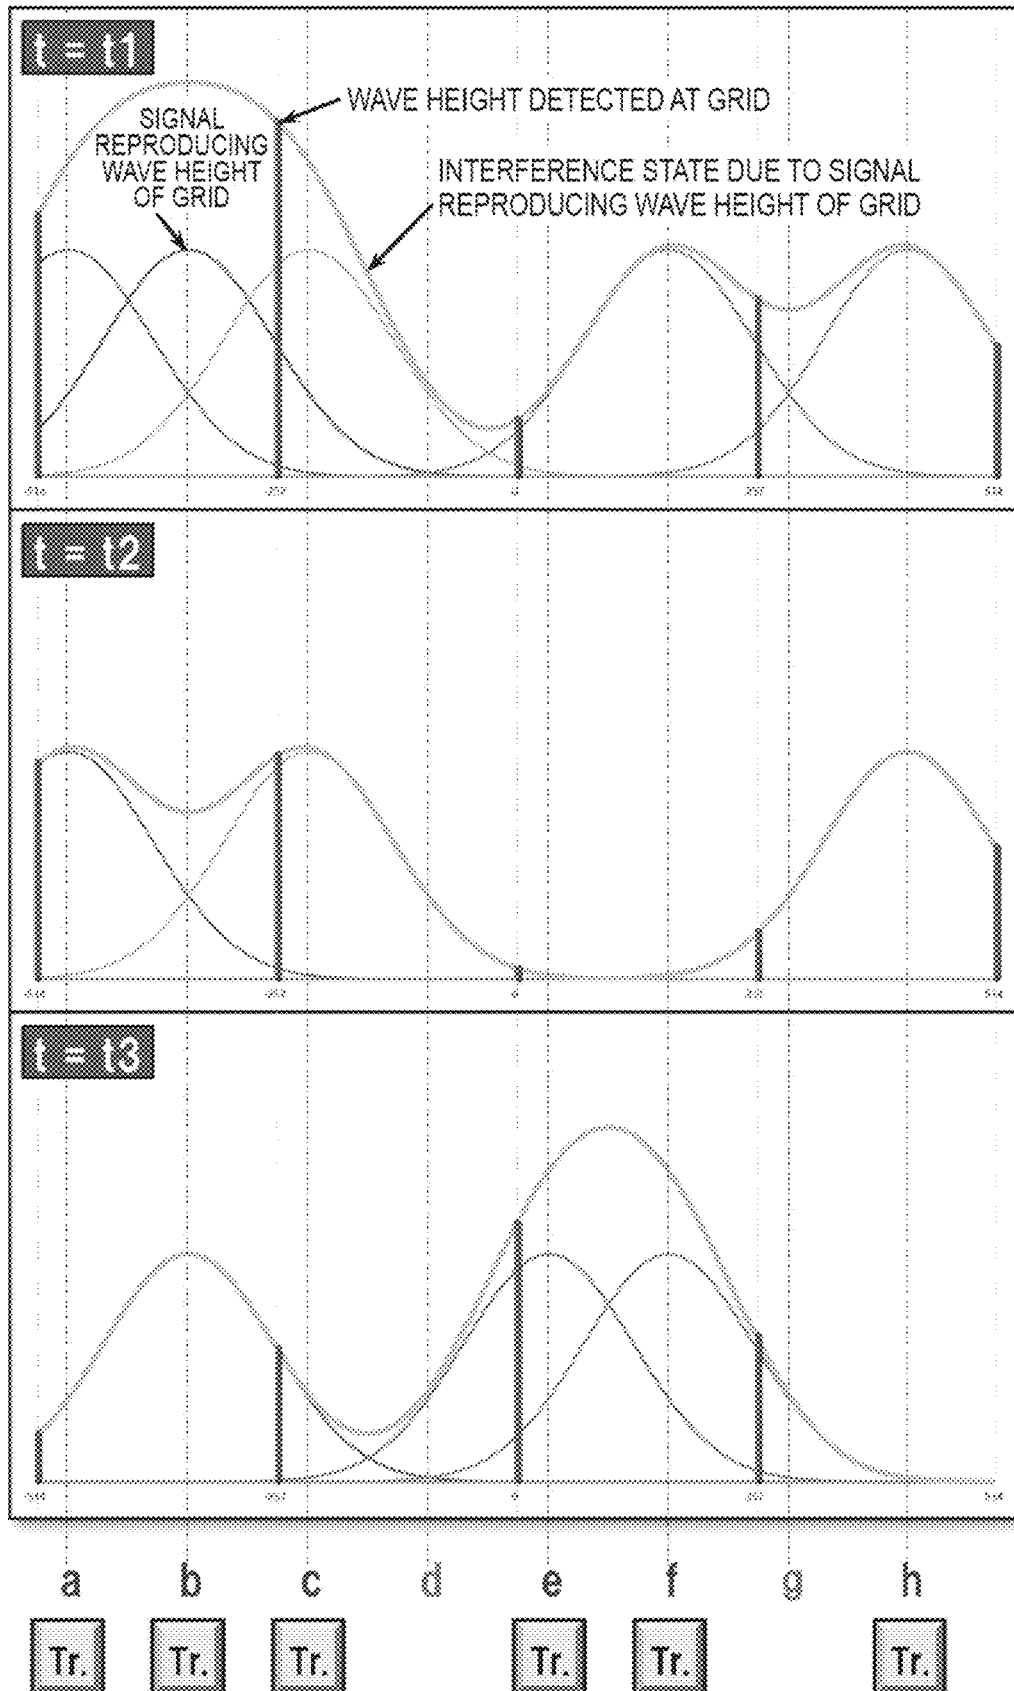 t = t1
WAVE HEIGHT DETECTED AT GRID
SIGNAL
REPRODUCING
WAVE HEIGHT
OF GRID
INTERFERENCE STATE DUE TO SIGNAL
REPRODUCING WAVE HEIGHT OF GRID
t = t2
t = t3
a b c d e f g h
Tr. Tr. Tr. Tr. Tr. Tr.